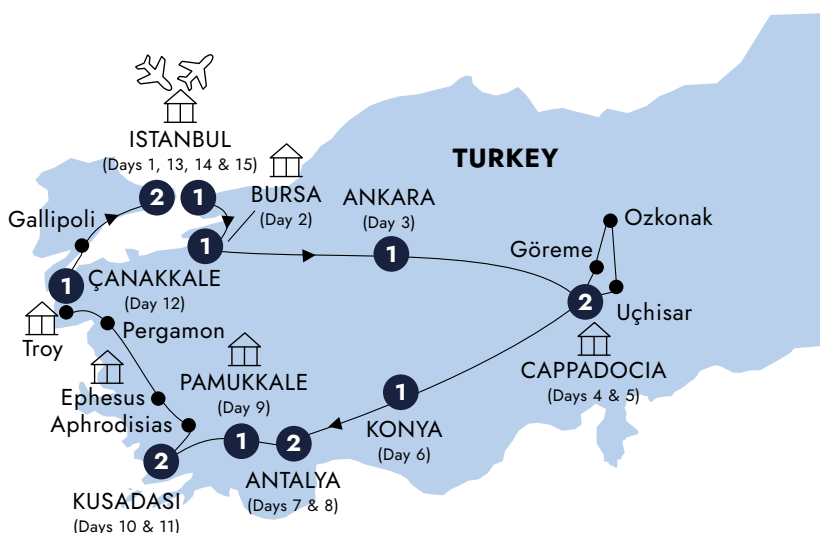 ISTANBUL
(Days 1, 13, 14 & 15)
TURKEY
2
1
BURSA
(Day 2)
1
ANKARA
(Day 3)
1
Gallipoli
Ozkonak
Göreme
Uçhisar
2
CAPPADOCIA
(Days 4 & 5)
1
ÇANAKKALE
(Day 12)
Troy
Pergamon
Ephesus
Aphrodisias
PAMUKKALE
(Day 9)
1
1
KONYA
(Day 6)
2
ANTALYA
(Days 7 & 8)
2
KUSADASI
(Days 10 & 11)